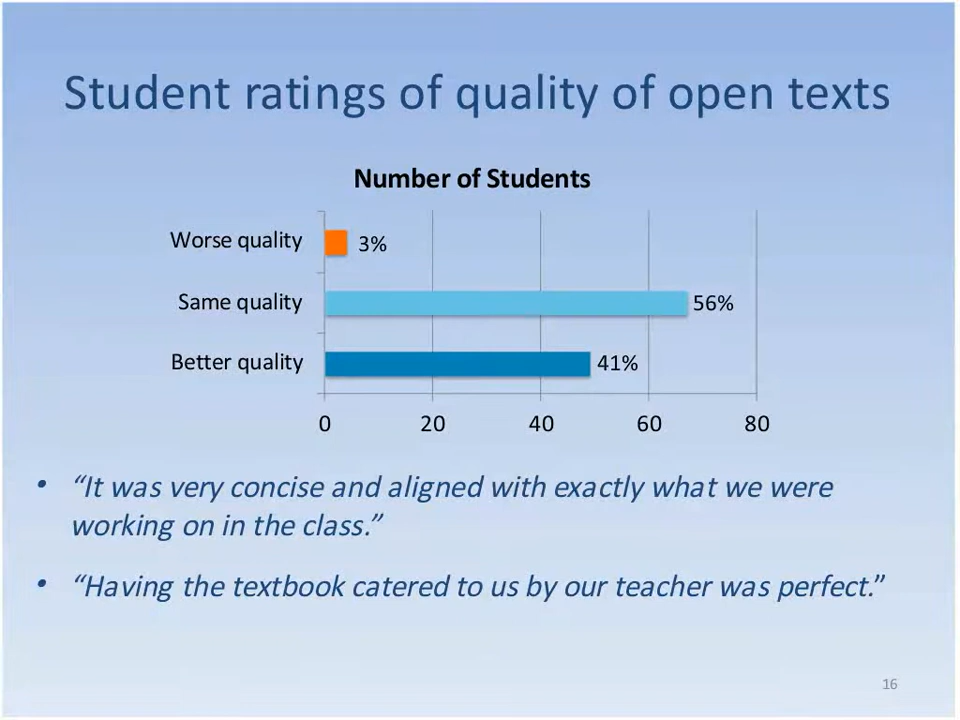 Student ratings of quality of open texts
Number of Students
Worse quality 3%
Same quality 56%
Better quality 41%
0 20 40 60 80
• “It was very concise and aligned with exactly what we were
working on in the class.”
• “Having the textbook catered to us by our teacher was perfect.”
16